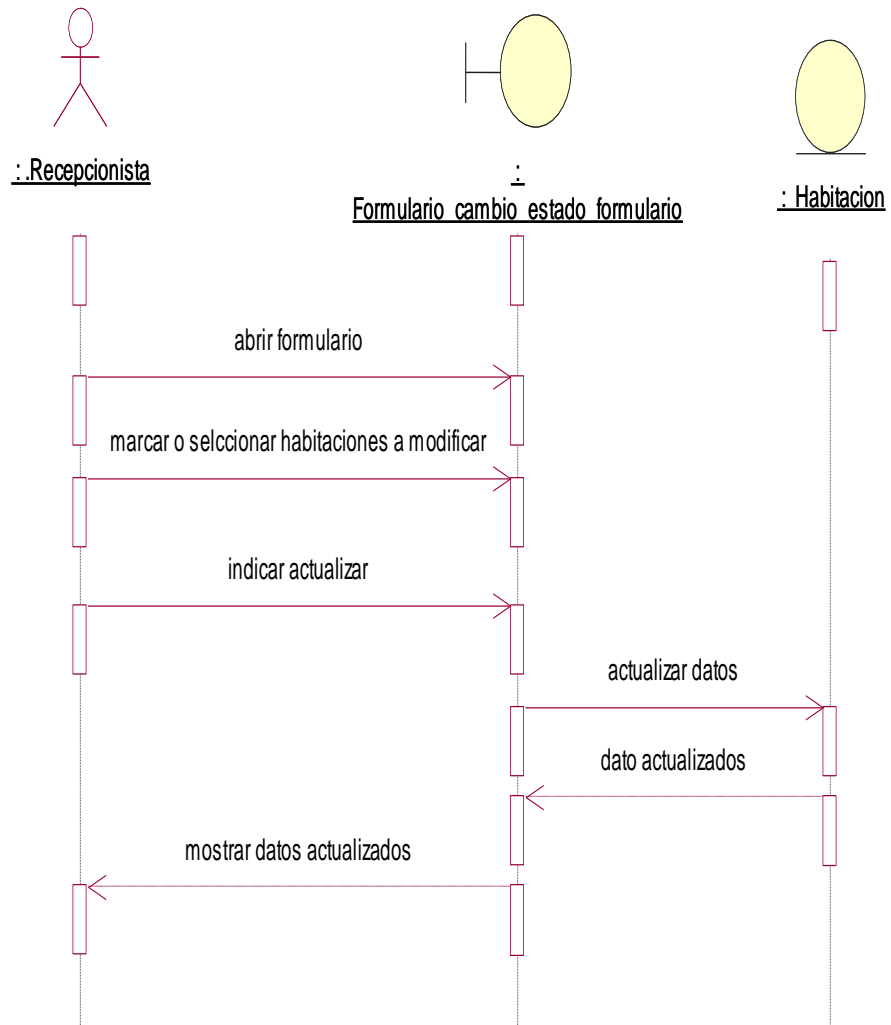 : .Recepcionista
:
Formulario_cambio_estado_formulario
: Habitacion
abrir formulario
marcar o selccionar habitaciones a modificar
indicar actualizar
actualizar datos
dato actualizados
mostrar datos actualizados